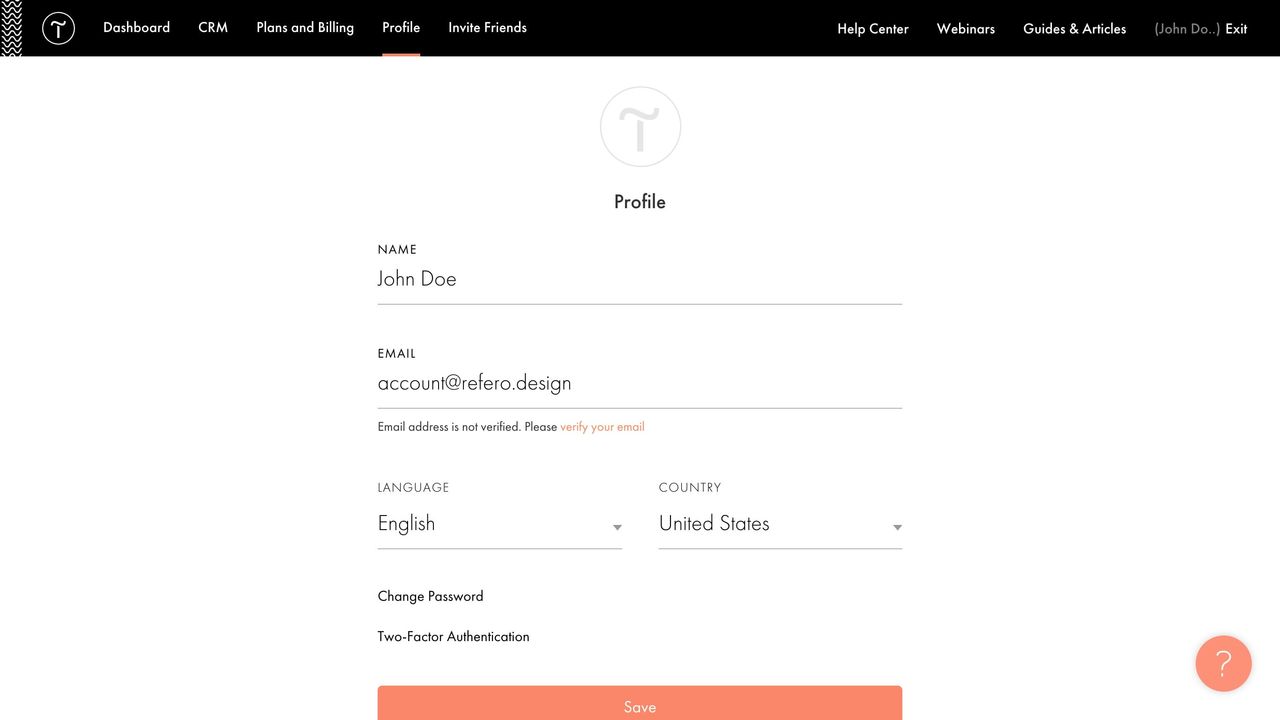 Dashboard CRM Plans and Billing Profile Invite Friends Help Center Webinars Guides & Articles (John Do..) Exit
Profile
NAME
John Doe
EMAIL
account@refero.design
Email address is not verified. Please verify your email
LANGUAGE COUNTRY
English United States
Change Password
Two-Factor Authentication
?
Save